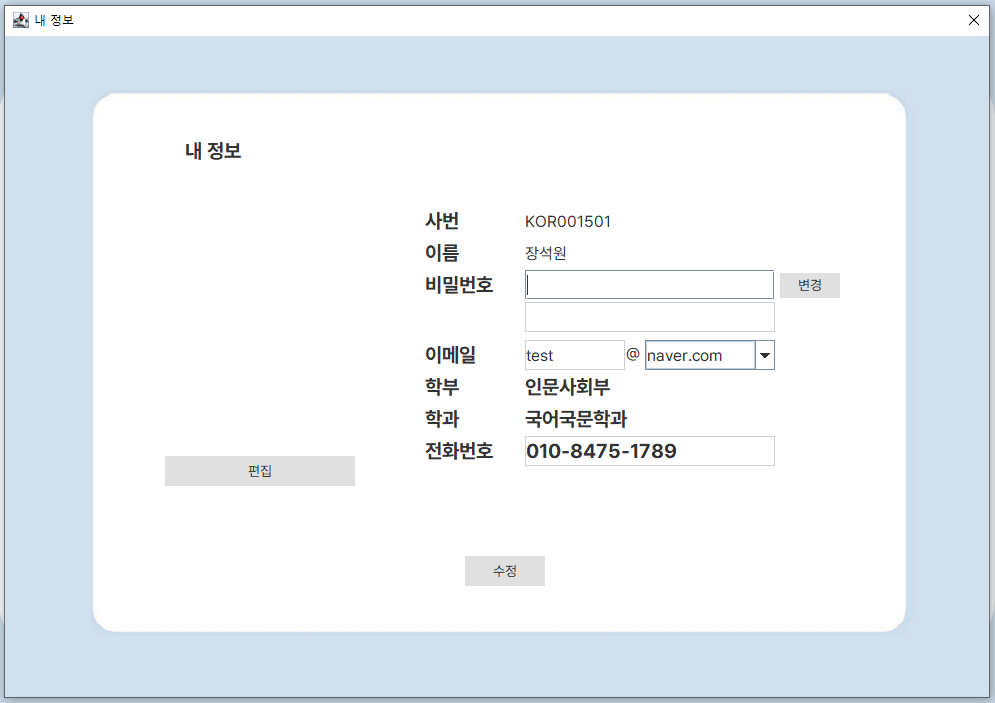 내 정보
내 정보
사번 KOR001501
이름 장석원
비밀번호 변경
이메일 test @ naver.com
학부 인문사회부
학과 국어국문학과
전화번호 010-8475-1789
편집
수정